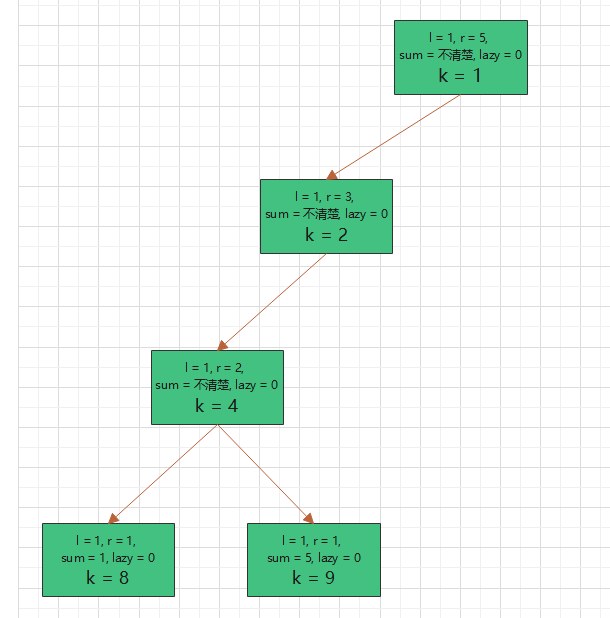 l = 1, r = 5,
sum = 不清楚, lazy = 0
k = 1
l = 1, r = 3,
sum = 不清楚, lazy = 0
k = 2
l = 1, r = 2,
sum = 不清楚, lazy = 0
k = 4
l = 1, r = 1,
sum = 1, lazy = 0
k = 8
l = 1, r = 1,
sum = 5, lazy = 0
k = 9